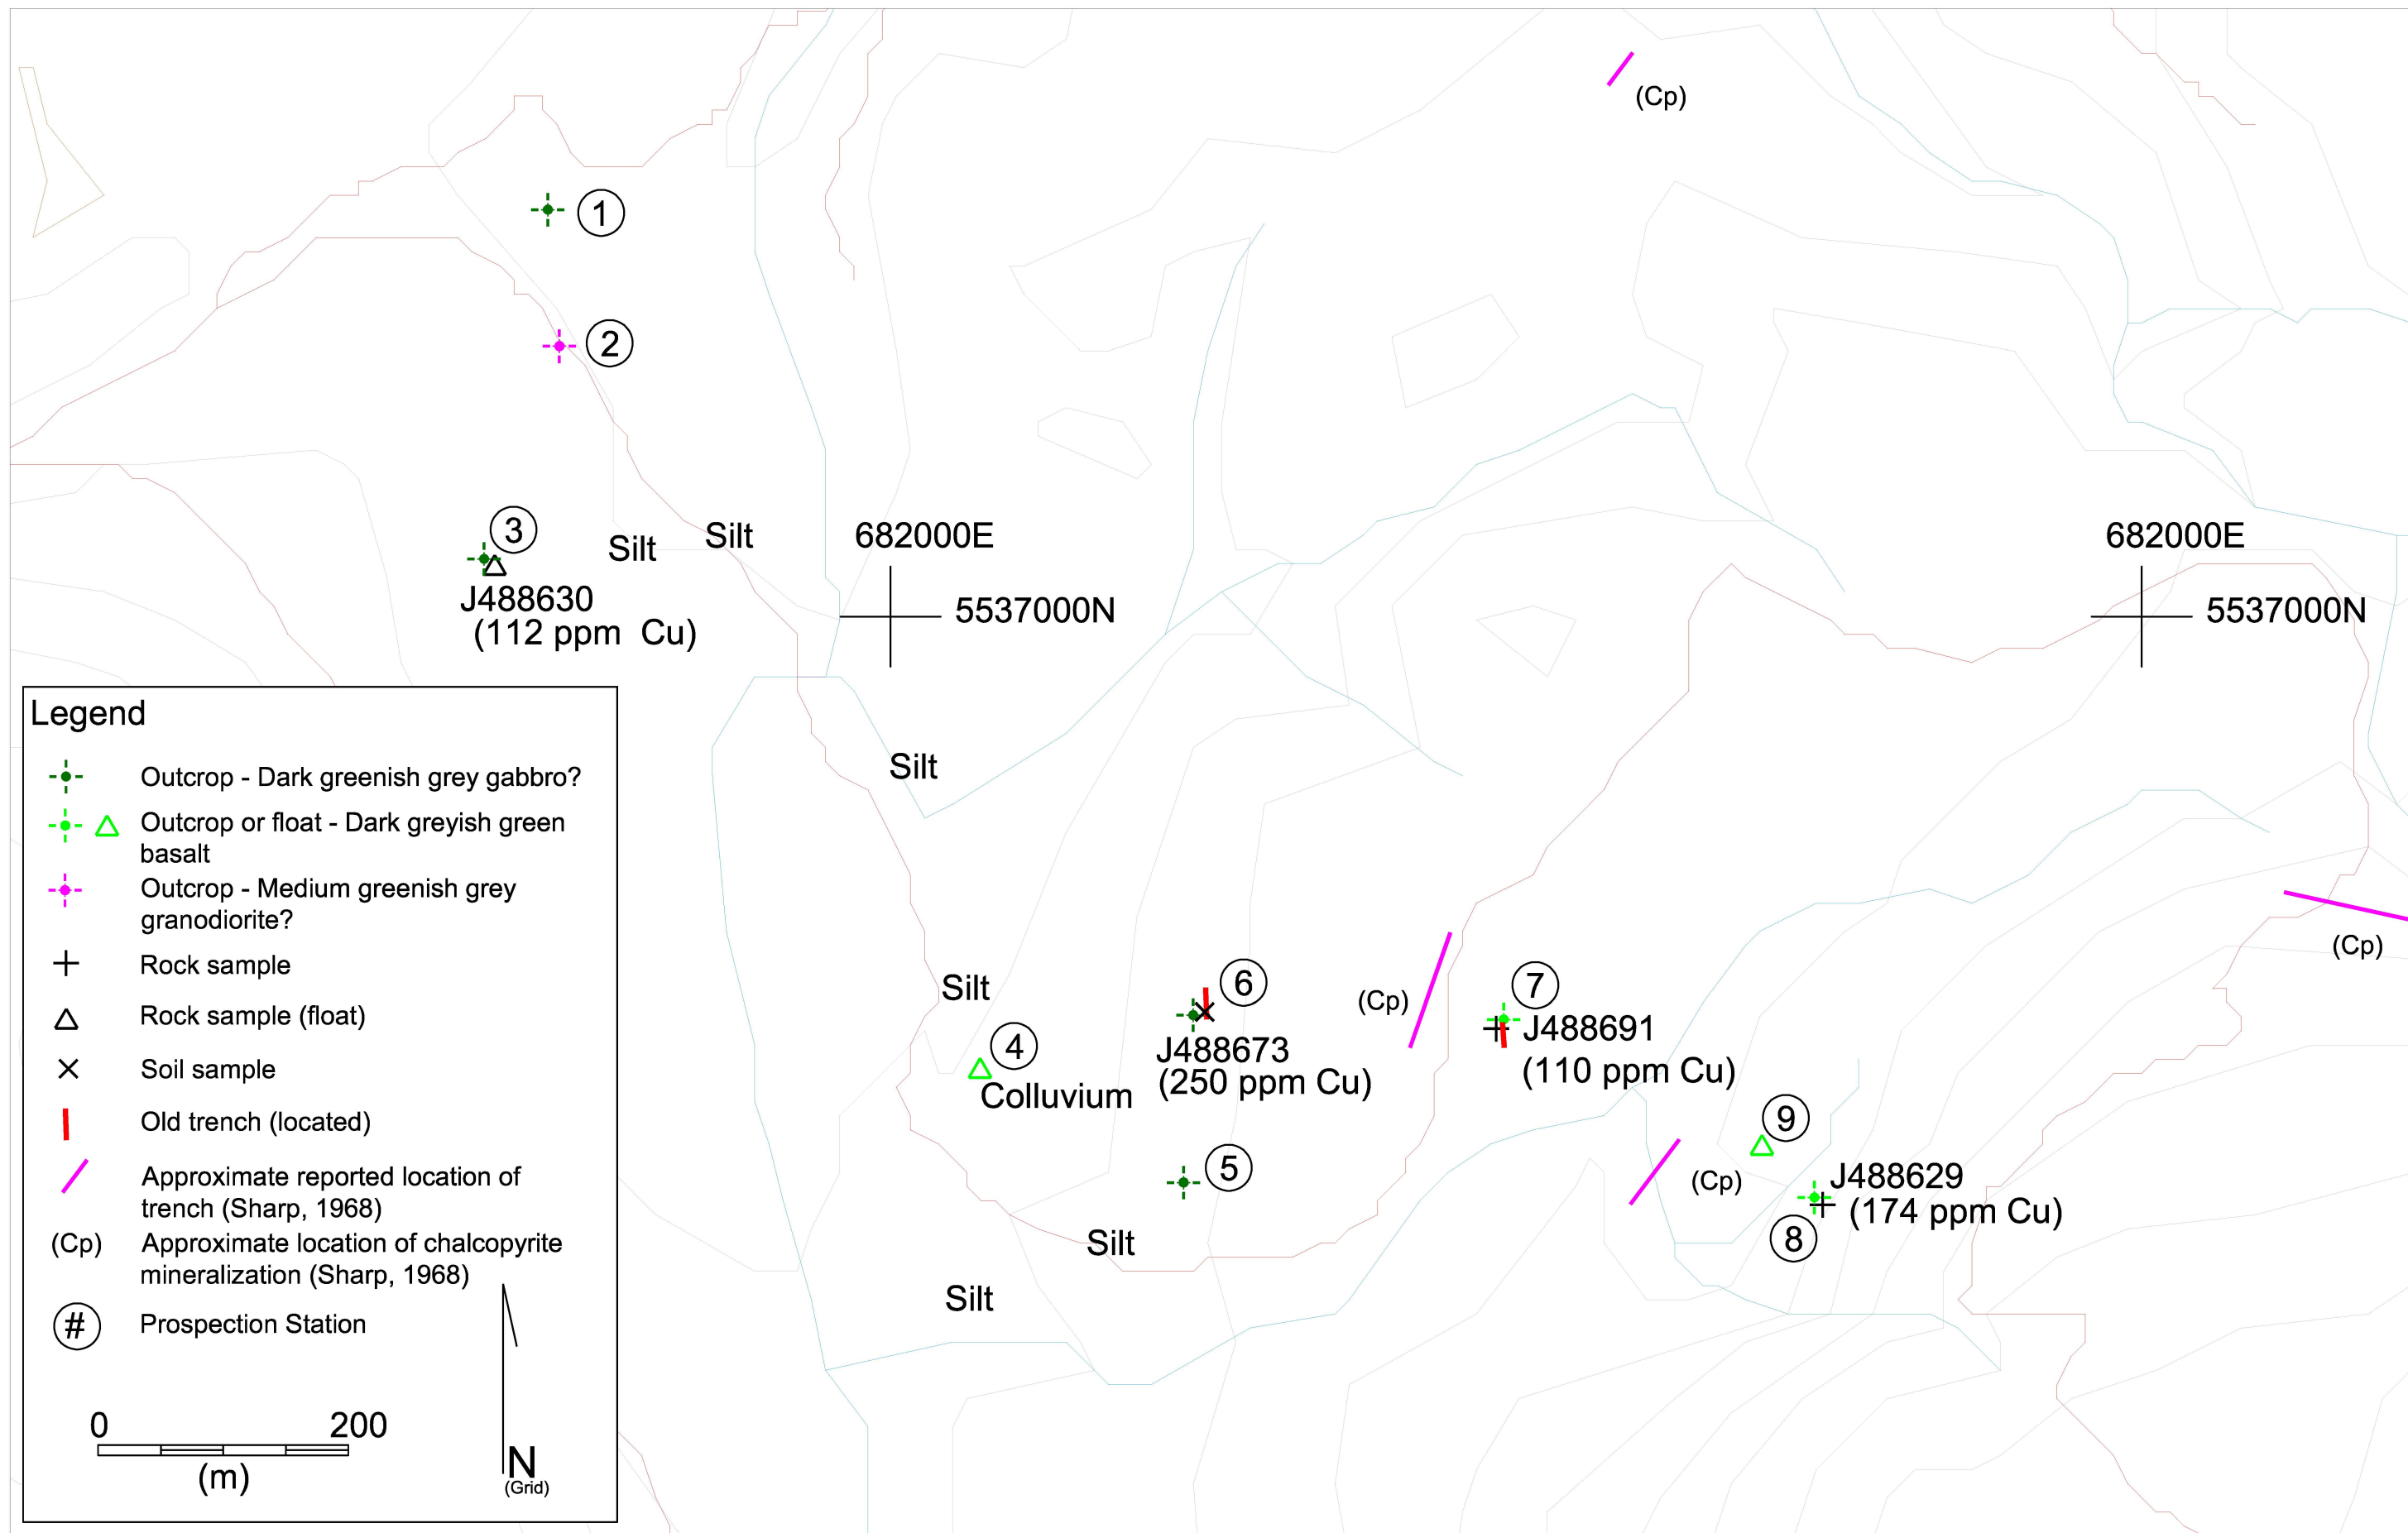 (Cp)
1
2
3
J488630
(112 ppm Cu)
Silt
Silt
682000E
5537000N
682000E
5537000N
Silt
Silt
4
Colluvium
6
J488673
(250 ppm Cu)
5
Silt
Silt
(Cp)
7
J488691
(110 ppm Cu)
(Cp)
9
J488629
(174 ppm Cu)
8
(Cp)
Legend
Outcrop - Dark greenish grey gabbro?
Outcrop or float - Dark greyish green
basalt
Outcrop - Medium greenish grey
granodiorite?
Rock sample
Rock sample (float)
Soil sample
Old trench (located)
Approximate reported location of
trench (Sharp, 1968)
(Cp) Approximate location of chalcopyrite
mineralization (Sharp, 1968)
# Prospection Station
0 200
(m)
N
(Grid)